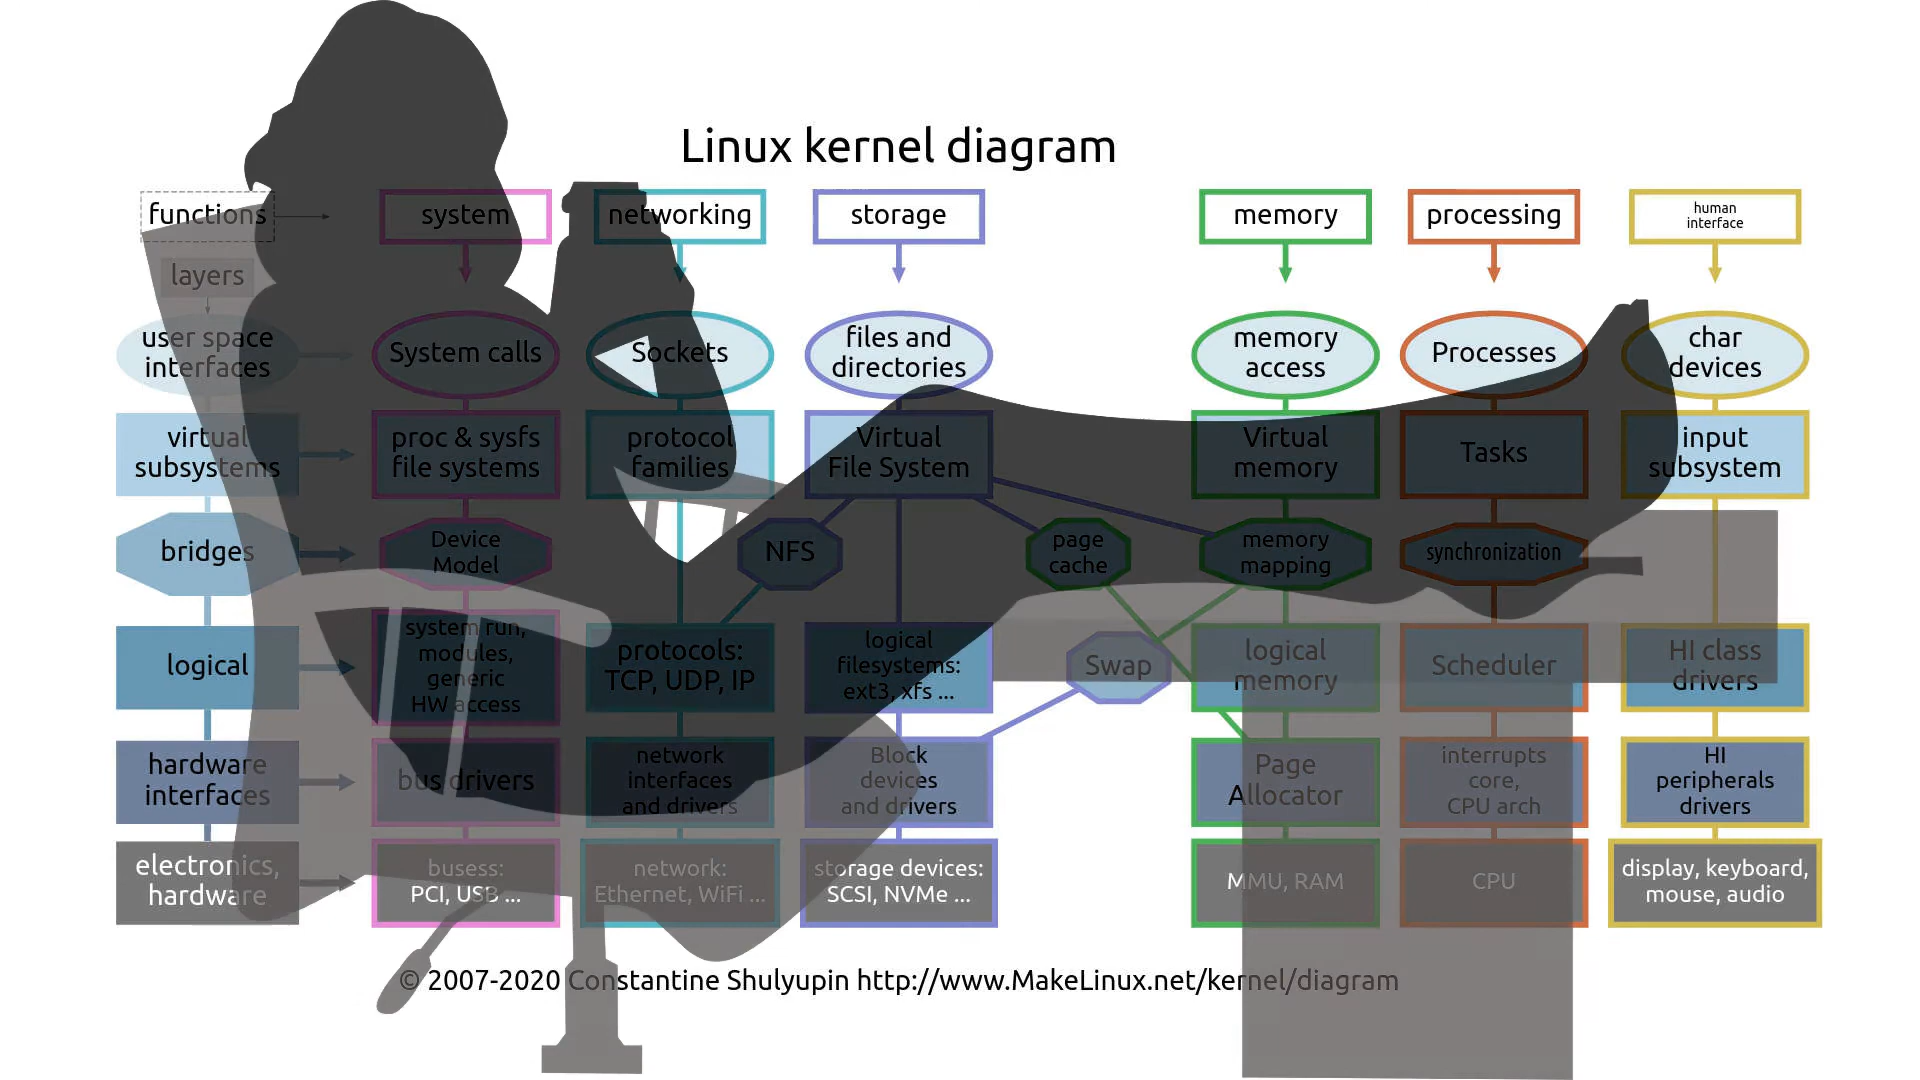 Linux kernel diagram
functions
system
networking
storage
memory
processing
human
interface
layers
user space
interfaces
System calls
Sockets
files and
directories
memory
access
Processes
char
devices
virtual
subsystems
proc & sysfs
file systems
protocol
families
Virtual
File System
Virtual
memory
Tasks
input
subsystem
bridges
Device
Model
NFS
page
cache
memory
mapping
synchronization
logical
system run,
modules,
generic
HW access
protocols:
TCP, UDP, IP
logical
filesystems:
ext3, xfs ...
Swap
logical
memory
Scheduler
HI class
drivers
hardware
interfaces
bus drivers
network
interfaces
and drivers
Block
devices
and drivers
Page
Allocator
interrupts
core,
CPU arch
HI
peripherals
drivers
electronics,
hardware
busess:
PCI, USB ...
network:
Ethernet, WiFi ...
storage devices:
SCSI, NVMe ...
MMU, RAM
CPU
display, keyboard,
mouse, audio
© 2007-2020 Constantine Shulyupin http://www.MakeLinux.net/kernel/diagram